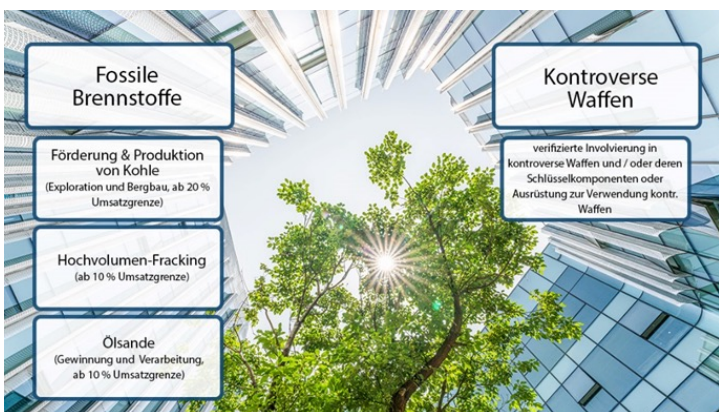 Fossile
Brennstoffe
Förderung & Produktion
von Kohle
(Exploration und Bergbau, ab 20 %
Umsatzgrenze)
Hochvolumen-Fracking
(ab 10 % Umsatzgrenze)
Ölsande
(Gewinnung und Verarbeitung,
ab 10 % Umsatzgrenze)
Kontroverse
Waffen
verifizierte Involvierung in
kontroverse Waffen und / oder deren
Schlüsselkomponenten oder
Ausrüstung zur Verwendung kontr.
Waffen